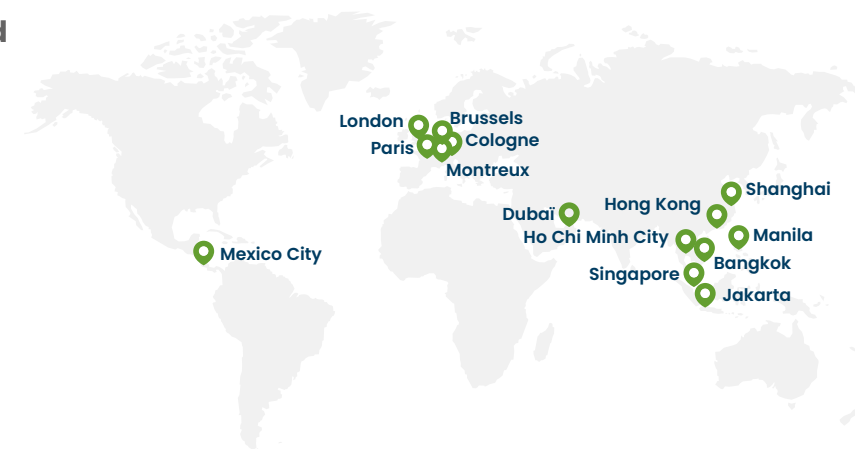 London
Brussels
Paris
Cologne
Montreux
Shanghai
Hong Kong
Dubaï
Ho Chi Minh City
Manila
Mexico City
Bangkok
Singapore
Jakarta